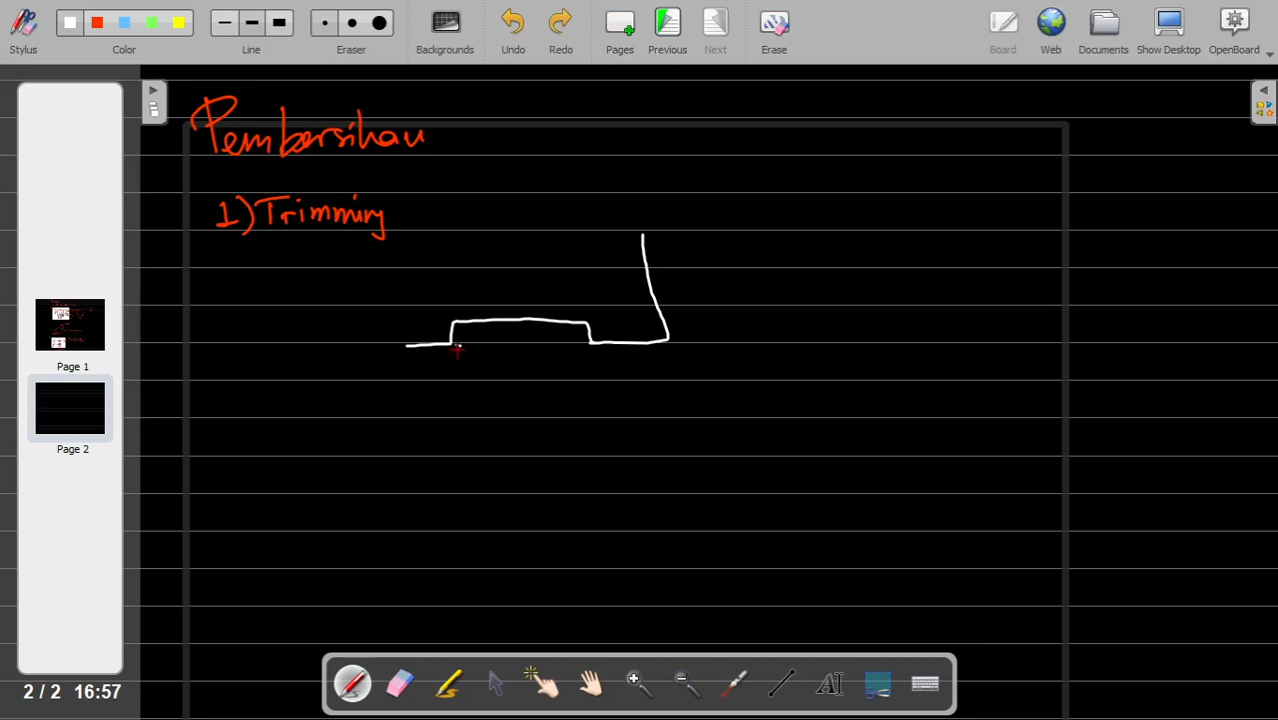 Stylus
Color
Line
Eraser
Backgrounds
Undo
Redo
Pages
Previous
Next
Erase
Board
Web
Documents
Show Desktop
OpenBoard
Pembersihan
1) Trimming
Page 1
Page 2
2 / 2 16:57